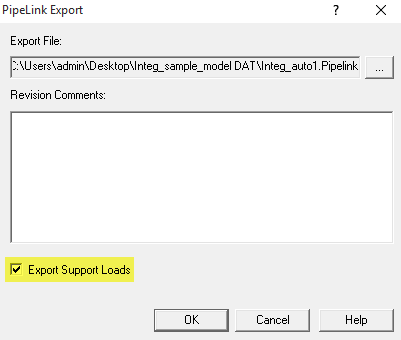 PipeLink Export
?
Export File:
C:\Users\admin\Desktop\Integ_sample_model DAT\Integ_auto1.Pipelink
...
Revision Comments:
Export Support Loads
OK Cancel Help